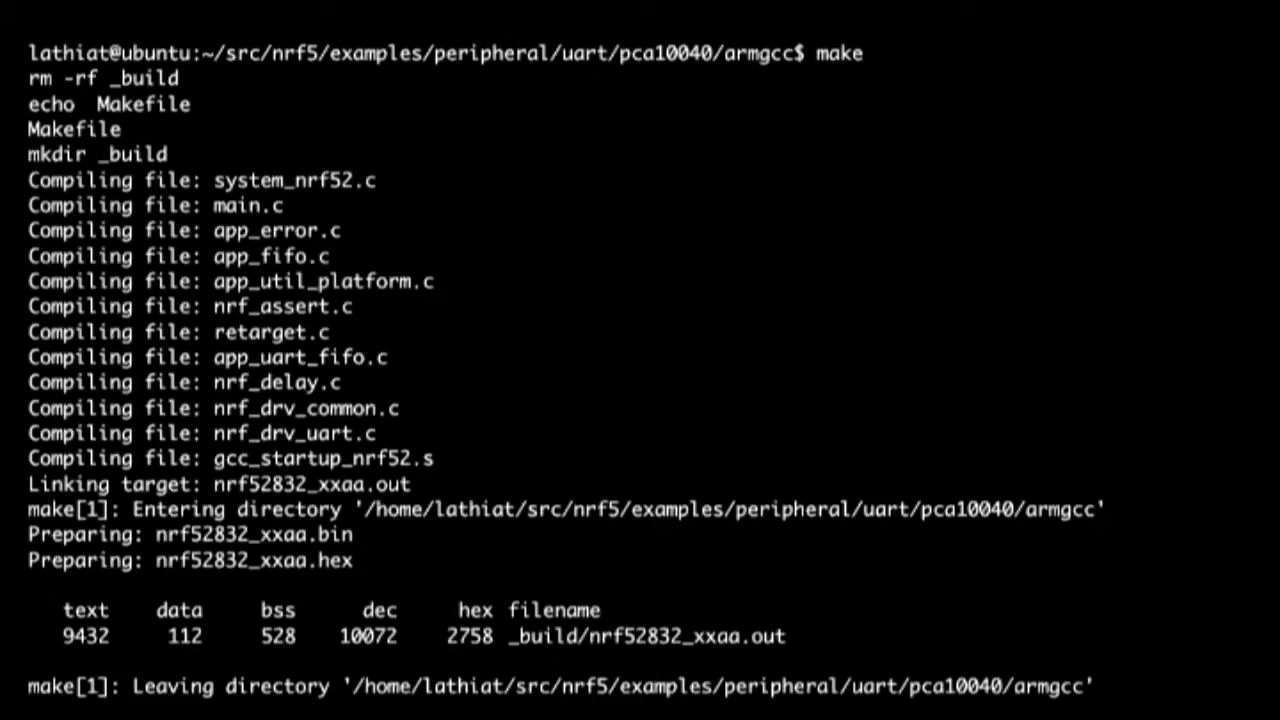 lathiat@ubuntu:~/src/nrf5/examples/peripheral/uart/pca10040/armgcc$ make
rm -rf _build
echo  Makefile
Makefile
mkdir _build
Compiling file: system_nrf52.c
Compiling file: main.c
Compiling file: app_error.c
Compiling file: app_fifo.c
Compiling file: app_util_platform.c
Compiling file: nrf_assert.c
Compiling file: retarget.c
Compiling file: app_uart_fifo.c
Compiling file: nrf_delay.c
Compiling file: nrf_drv_common.c
Compiling file: nrf_drv_uart.c
Compiling file: gcc_startup_nrf52.s
Linking target: nrf52832_xxaa.out
make[1]: Entering directory '/home/lathiat/src/nrf5/examples/peripheral/uart/pca10040/armgcc'
Preparing: nrf52832_xxaa.bin
Preparing: nrf52832_xxaa.hex
text data bss dec hex filename
9432 112 528 10072 2758 _build/nrf52832_xxaa.out
make[1]: Leaving directory '/home/lathiat/src/nrf5/examples/peripheral/uart/pca10040/armgcc'